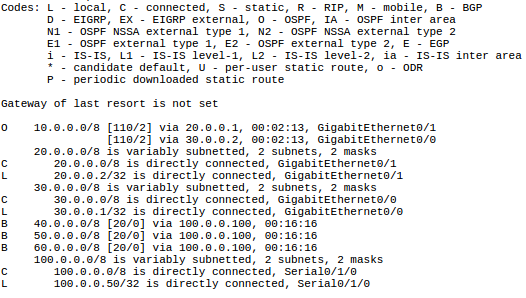 Codes: L - local, C - connected, S - static, R - RIP, M - mobile, B - BGP
D - EIGRP, EX - EIGRP external, O - OSPF, IA - OSPF inter area
N1 - OSPF NSSA external type 1, N2 - OSPF NSSA external type 2
E1 - OSPF external type 1, E2 - OSPF external type 2, E - EGP
i - IS-IS, L1 - IS-IS level-1, L2 - IS-IS level-2, ia - IS-IS inter area
* - candidate default, U - per-user static route, o - ODR
P - periodic downloaded static route
Gateway of last resort is not set
O 10.0.0.0/8 [110/2] via 20.0.0.1, 00:02:13, GigabitEthernet0/1
[110/2] via 30.0.0.2, 00:02:13, GigabitEthernet0/0
20.0.0.0/8 is variably subnetted, 2 subnets, 2 masks
C 20.0.0.0/8 is directly connected, GigabitEthernet0/1
L 20.0.0.2/32 is directly connected, GigabitEthernet0/1
30.0.0.0/8 is variably subnetted, 2 subnets, 2 masks
C 30.0.0.0/8 is directly connected, GigabitEthernet0/0
L 30.0.0.1/32 is directly connected, GigabitEthernet0/0
B 40.0.0.0/8 [20/0] via 100.0.0.100, 00:16:16
B 50.0.0.0/8 [20/0] via 100.0.0.100, 00:16:16
B 60.0.0.0/8 [20/0] via 100.0.0.100, 00:16:16
100.0.0.0/8 is variably subnetted, 2 subnets, 2 masks
C 100.0.0.0/8 is directly connected, Serial0/1/0
L 100.0.0.50/32 is directly connected, Serial0/1/0